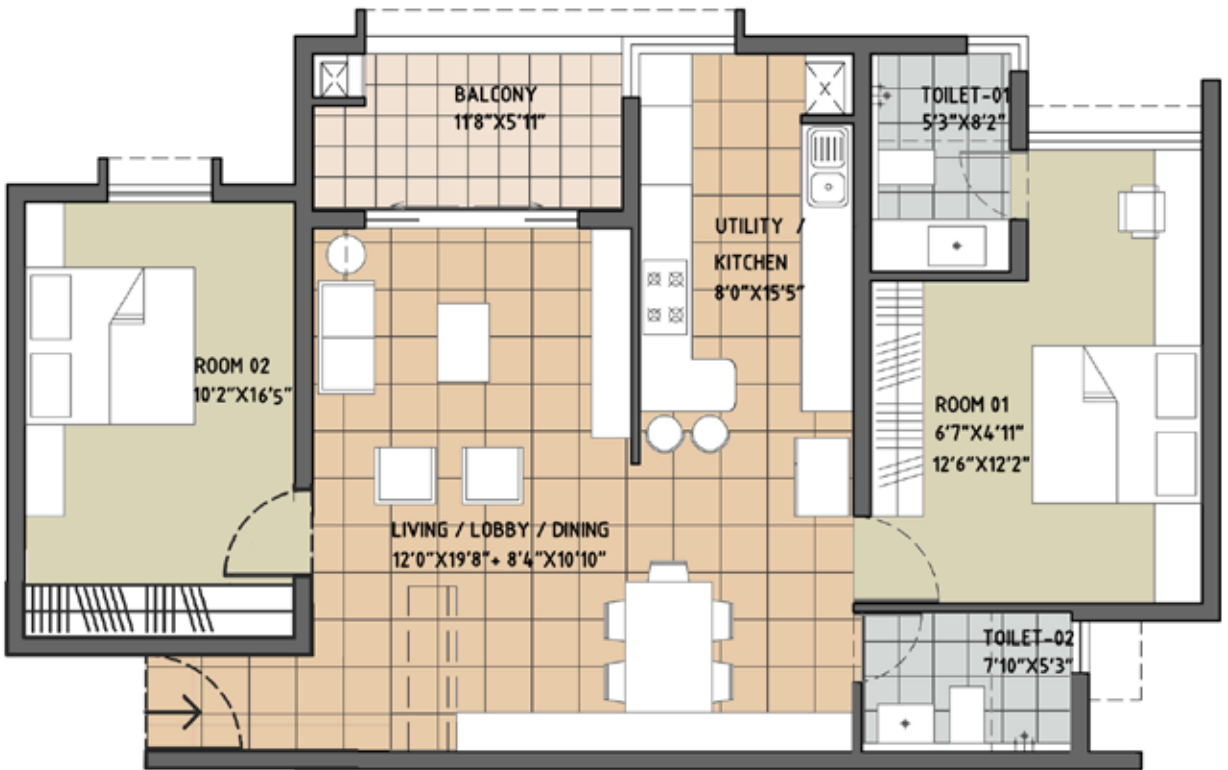 BALCONY
11'8"X5'11"
TOILET-01
5'3"X8'2"
UTILITY /
KITCHEN
8'0"X15'5"
ROOM 02
10'2"X16'5"
ROOM 01
6'7"X4'11"
12'6"X12'2"
LIVING / LOBBY / DINING
12'0"X19'8"+ 8'4"X10'10"
TOILET-02
7'10"X5'3"